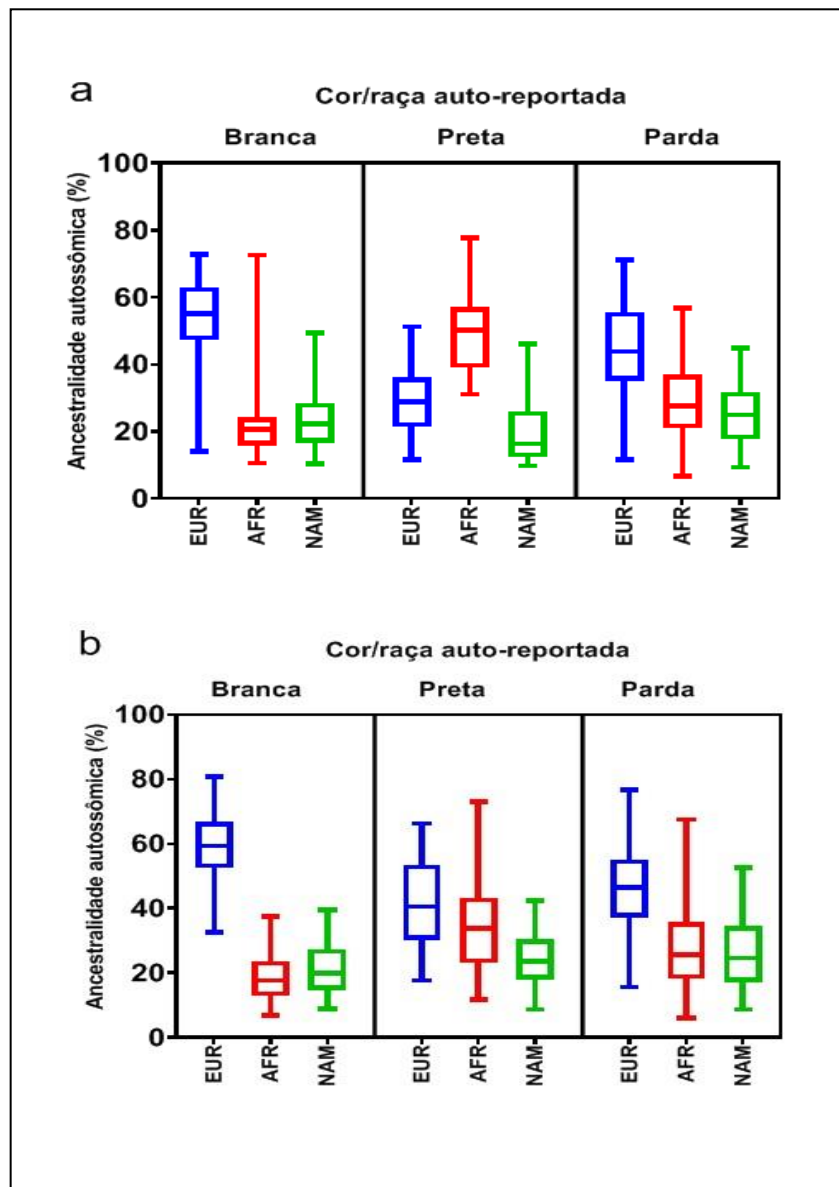 a
Cor/raça auto-reportada
Branca Preta Parda
Ancestralidade autossômica (%)
100
80
60
40
20
0
EUR AFR NAM EUR AFR NAM EUR AFR NAM
b
Cor/raça auto-reportada
Branca Preta Parda
Ancestralidade autossômica (%)
100
80
60
40
20
0
EUR AFR NAM EUR AFR NAM EUR AFR NAM